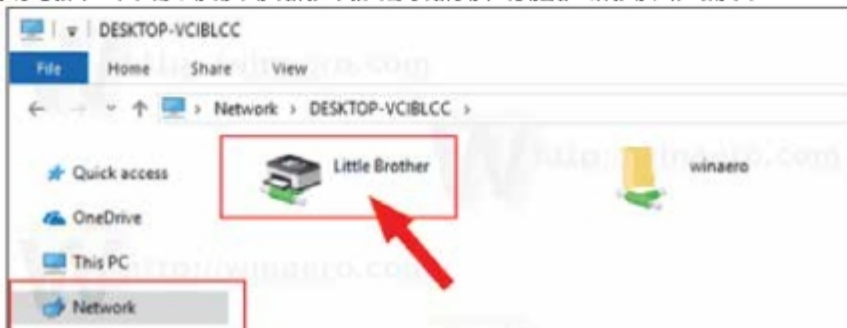 DESKTOP-VCIBLCC
File Home Share View
Network > DESKTOP-VCIBLCC >
Quick access
Little Brother
winaero
OneDrive
This PC
Network